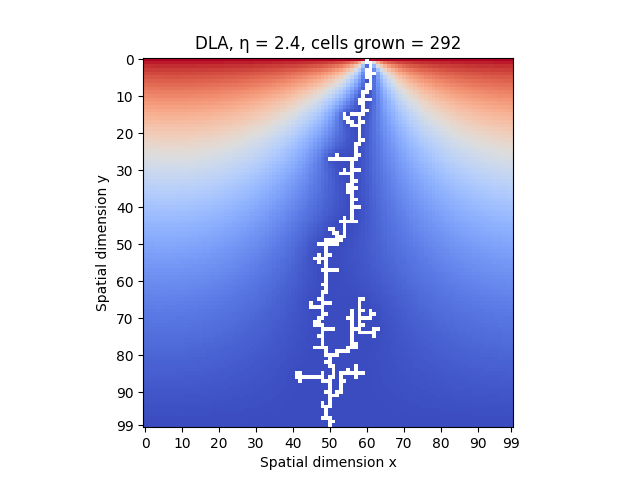 DLA, η = 2.4, cells grown = 292
0
10
20
30
40
50
60
70
80
90
99
Spatial dimension y
0 10 20 30 40 50 60 70 80 90 99
Spatial dimension x